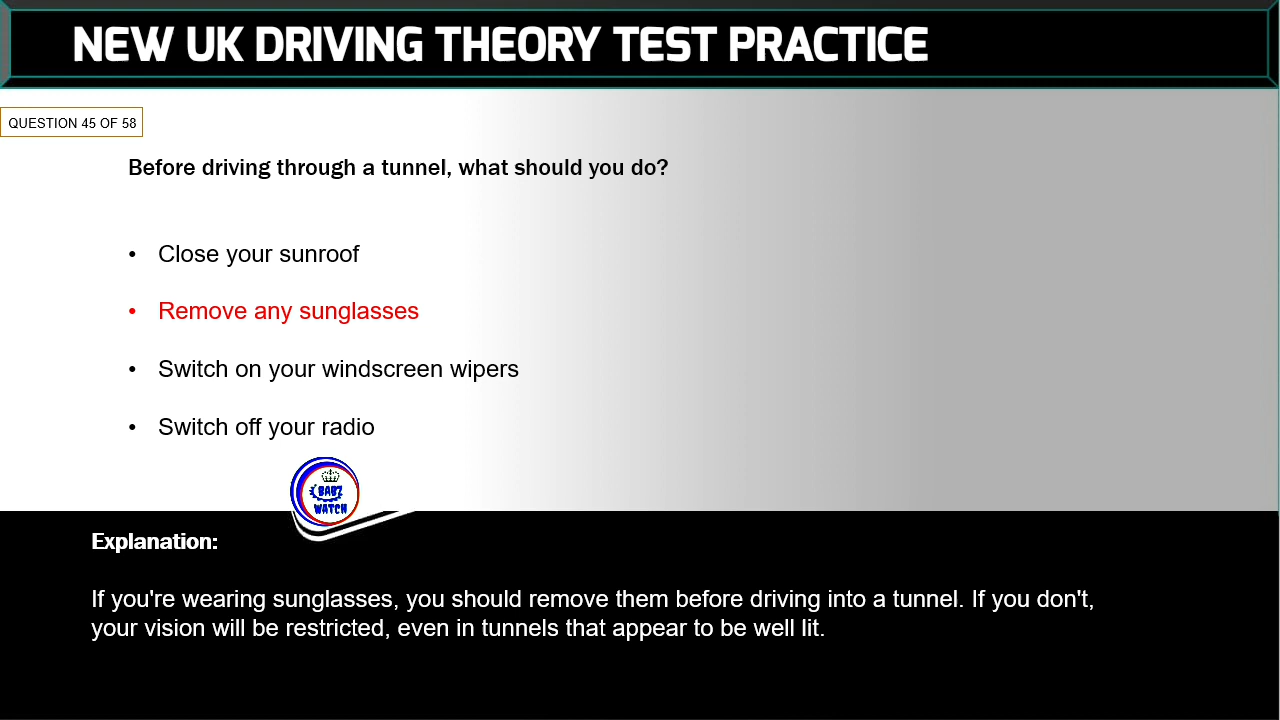 NEW UK DRIVING THEORY TEST PRACTICE
QUESTION 45 OF 58
Before driving through a tunnel, what should you do?
• Close your sunroof
• Remove any sunglasses
• Switch on your windscreen wipers
• Switch off your radio
BABZ
WATCH
Explanation:
If you're wearing sunglasses, you should remove them before driving into a tunnel. If you don't,
your vision will be restricted, even in tunnels that appear to be well lit.